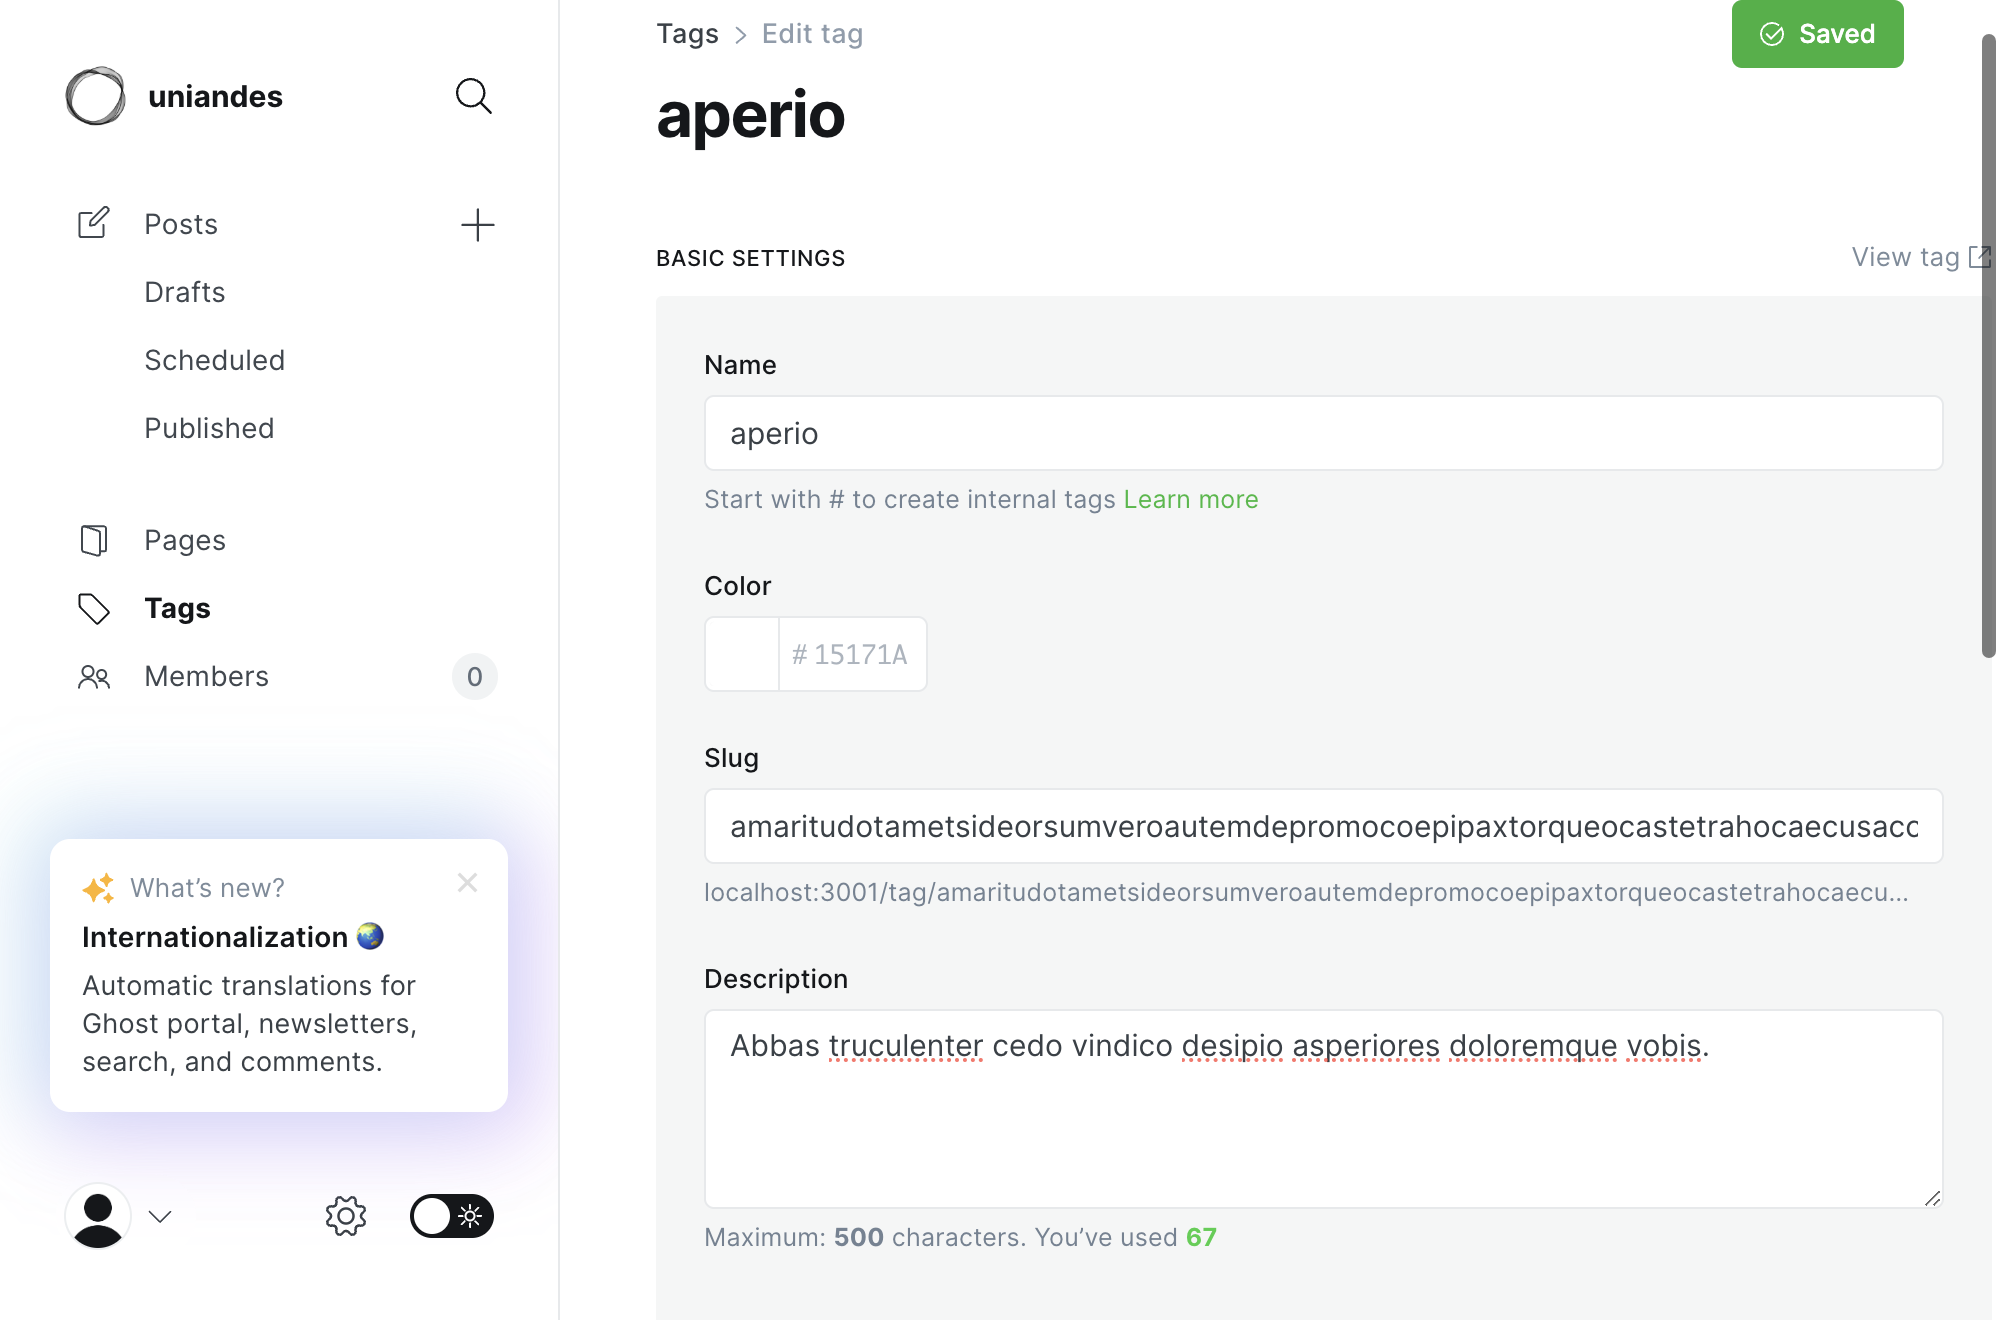 uniandes
Posts
Drafts
Scheduled
Published
Pages
Tags
Members
0
What’s new?
Internationalization
Automatic translations for
Ghost portal, newsletters,
search, and comments.
Tags > Edit tag
Saved
aperio
BASIC SETTINGS
View tag
Name
aperio
Start with # to create internal tags Learn more
Color
# 15171A
Slug
amaritudotametsideorsumveroautemdepromocoepipaxtorqueocastetrahocaecusacc
localhost:3001/tag/amaritudotametsideorsumveroautemdepromocoepipaxtorqueocastetrahocaecu...
Description
Abbas truculenter cedo vindico desipio asperiores doloremque vobis.
Maximum: 500 characters. You’ve used 67